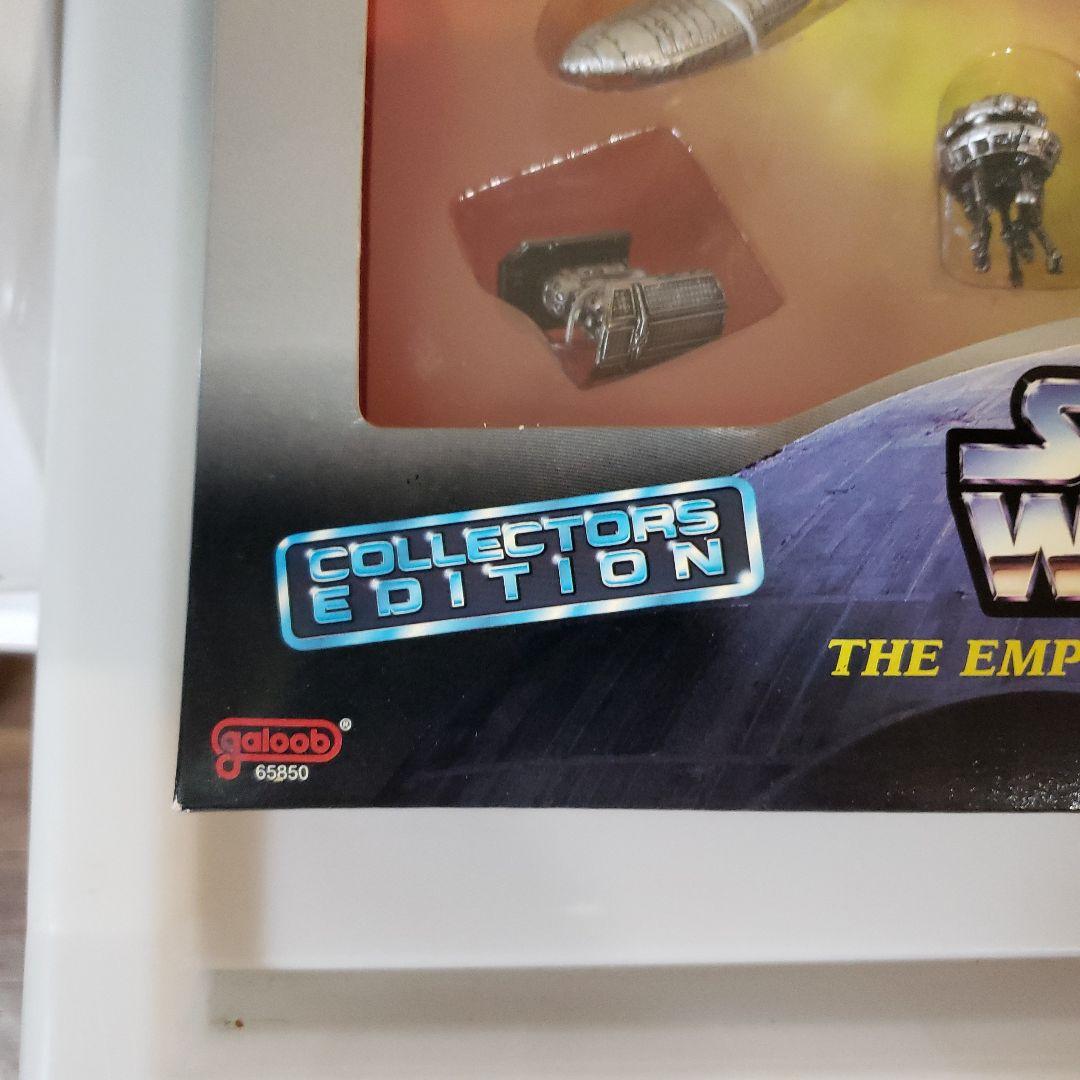 COLLECTORS
EDITION
THE EMP
galoob®
65850